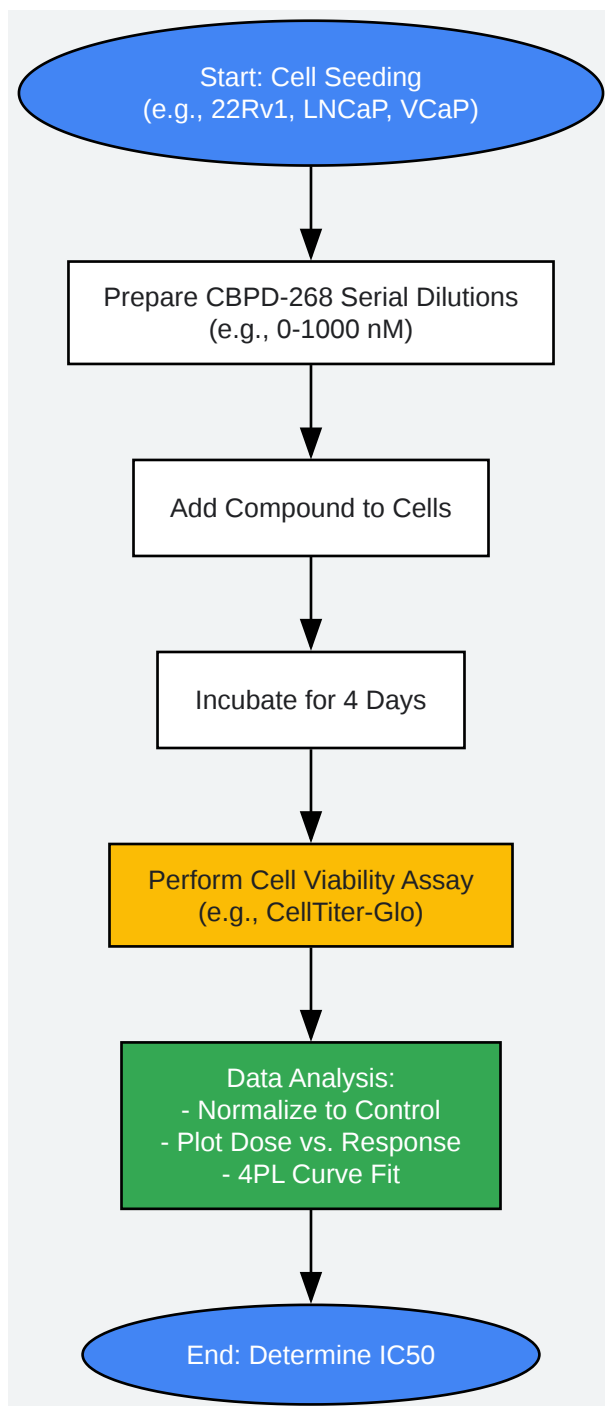 Start: Cell Seeding
(e.g., 22Rv1, LNCaP, VCaP)
Prepare CBPD-268 Serial Dilutions
(e.g., 0-1000 nM)
Add Compound to Cells
Incubate for 4 Days
Perform Cell Viability Assay
(e.g., CellTiter-Glo)
Data Analysis:
- Normalize to Control
- Plot Dose vs. Response
- 4PL Curve Fit
End: Determine IC50